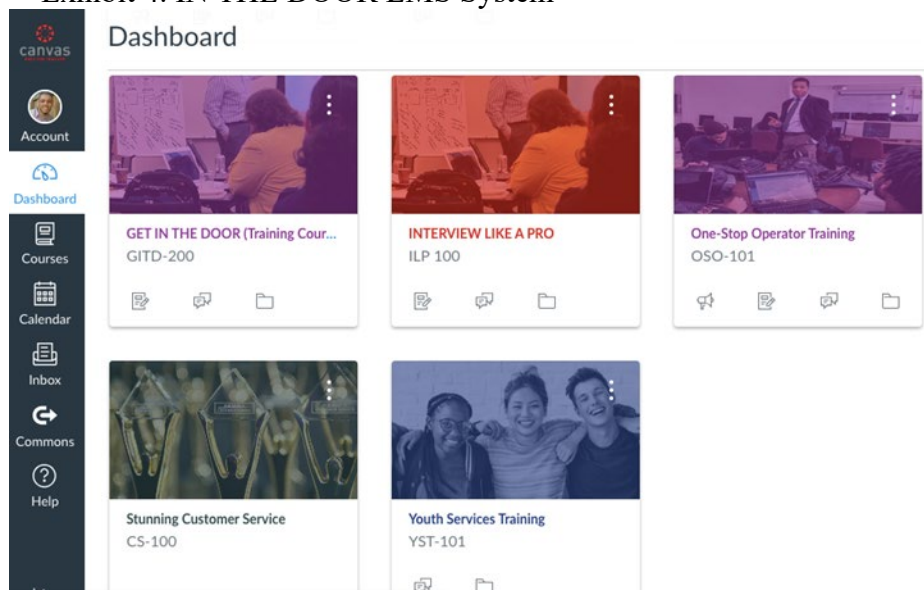 Exhibit 4: IN THE DOOR LMS System
canvas
Dashboard
Account
Dashboard
Courses
Calendar
Inbox
Commons
Help
GET IN THE DOOR (Training Cour...
GITD-200
INTERVIEW LIKE A PRO
ILP 100
One-Stop Operator Training
OSO-101
Stunning Customer Service
CS-100
Youth Services Training
YST-101